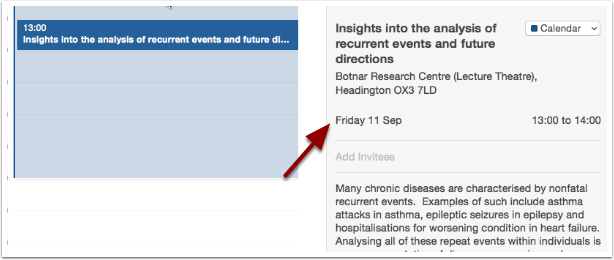 13:00
Insights into the analysis of recurrent events and future di...
Insights into the analysis of
recurrent events and future
directions
Calendar
Botnar Research Centre (Lecture Theatre),
Headington OX3 7LD
Friday 11 Sep
13:00 to 14:00
Add Invitees
Many chronic diseases are characterised by nonfatal
recurrent events. Examples of such include asthma
attacks in asthma, epileptic seizures in epilepsy and
hospitalisations for worsening condition in heart failure.
Analysing all of these repeat events within individuals is